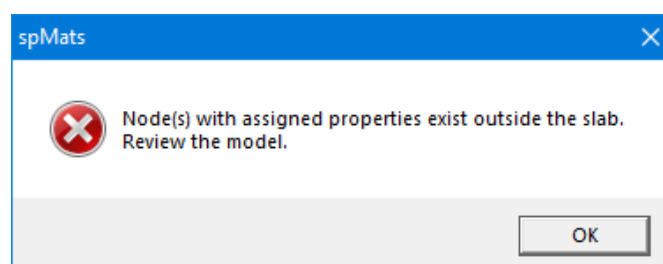 spMats
Node(s) with assigned properties exist outside the slab.
Review the model.
OK